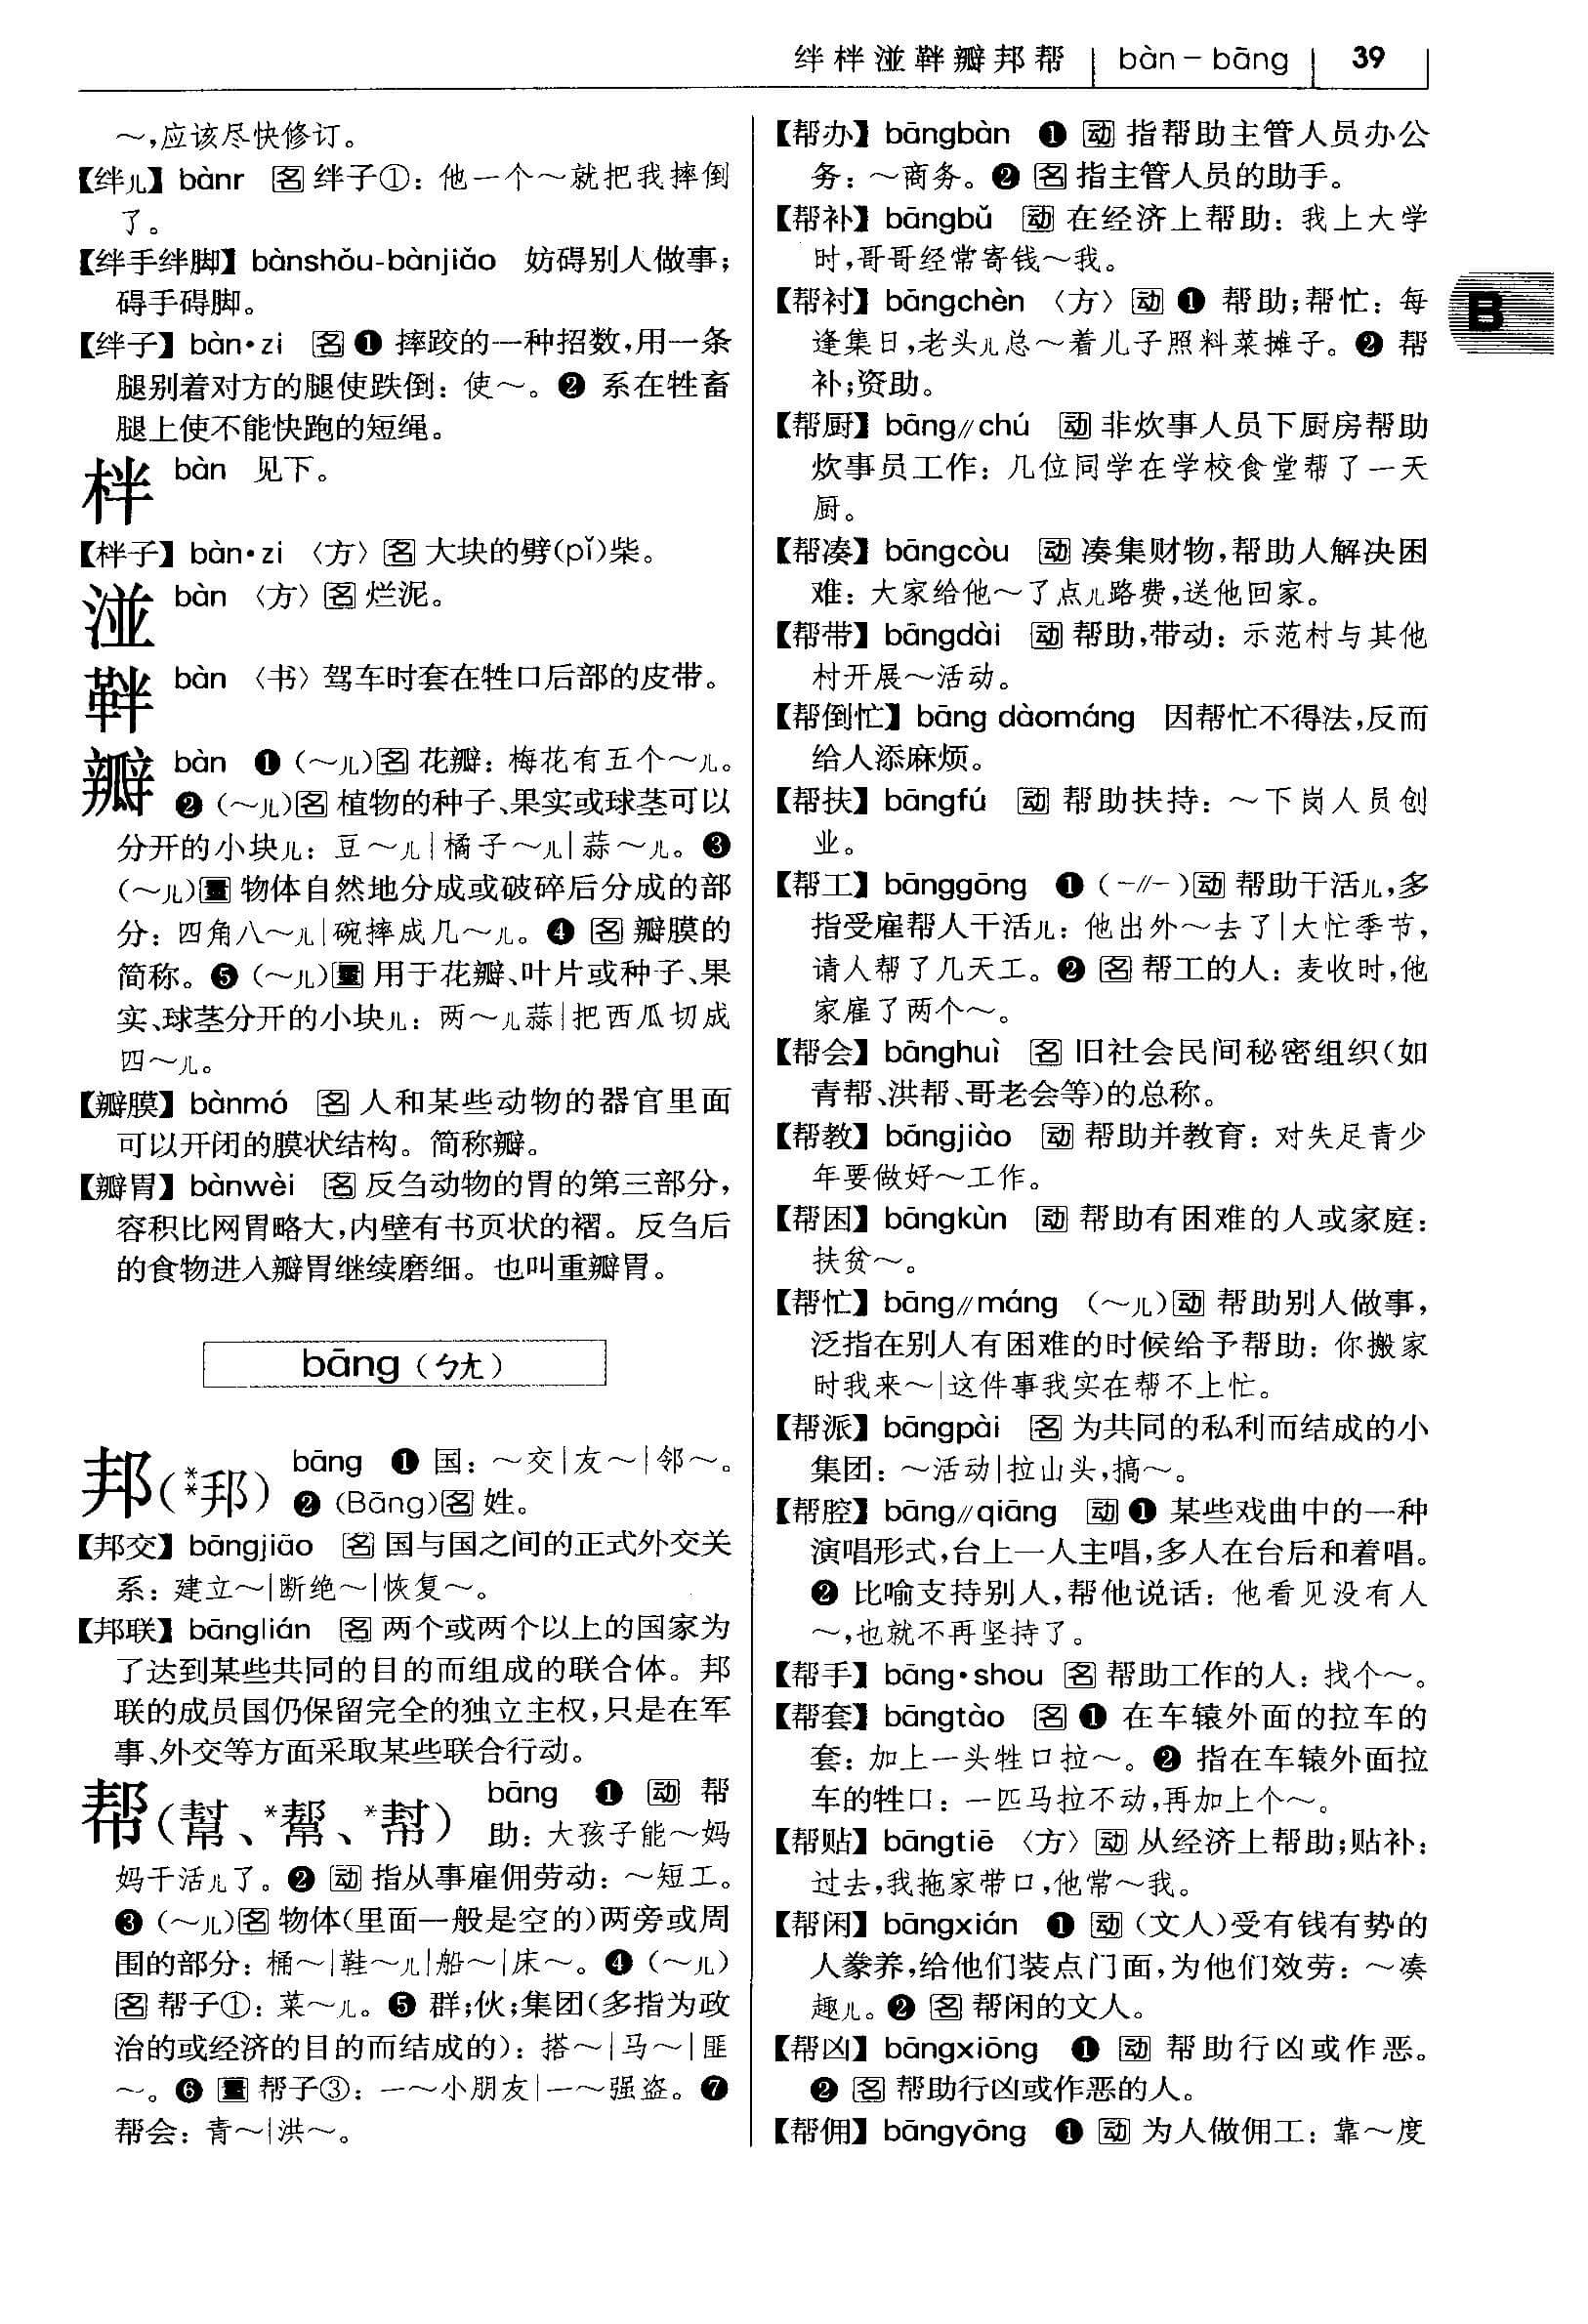 绊柈湴靽瓣邦帮 bàn－bāng 39
～，应该尽快修订。
【绊儿】bànr 名 绊子①：他一个～就把我摔倒
了。
【绊手绊脚】bànshǒu-bànjiǎo 妨碍别人做事；
碍手碍脚。
【绊子】bàn·zi 名 ❶ 摔跤的一种招数，用一条
腿别着对方的腿使跌倒：使～。❷ 系在牲畜
腿上使不能快跑的短绳。
柈 bàn 见下。
【柈子】bàn·zi 〈方〉名 大块的劈(pǐ)柴。
湴 bàn 〈方〉名 烂泥。
靽 bàn 〈书〉驾车时套在牲口后部的皮带。
瓣 bàn ❶ (～儿)名 花瓣：梅花有五个～儿。
❷ (～儿)名 植物的种子、果实或球茎可以
分开的小块儿：豆～儿|橘子～儿|蒜～儿。❸
(～儿)量 物体自然地分成或破碎后分成的部
分：四角八～儿|碗摔成几～儿。❹ 名 瓣膜的
简称。❺ (～儿)量 用于花瓣、叶片或种子、果
实、球茎分开的小块儿：两～儿蒜|把西瓜切成
四～儿。
【瓣膜】bànmó 名 人和某些动物的器官里面
可以开闭的膜状结构。简称瓣。
【瓣胃】bànwèi 名 反刍动物的胃的第三部分，
容积比网胃略大，内壁有书页状的褶。反刍后
的食物进入瓣胃继续磨细。也叫重瓣胃。
bāng（ㄅㄤ）
邦(**邦) bāng ❶ 国：～交|友～|邻～。
❷ (Bāng)名 姓。
【邦交】bāngjiāo 名 国与国之间的正式外交关
系：建立～|断绝～|恢复～。
【邦联】bānglián 名 两个或两个以上的国家为
了达到某些共同的目的而组成的联合体。邦
联的成员国仍保留完全的独立主权，只是在军
事、外交等方面采取某些联合行动。
帮(幫、*幚、*幇) bāng ❶ 动 帮
助：大孩子能～妈
妈干活儿了。❷ 动 指从事雇佣劳动：～短工。
❸ (～儿)名 物体(里面一般是空的)两旁或周
围的部分：桶～|鞋～儿|船～|床～。❹ (～儿)
名 帮子①：菜～儿。❺ 群；伙；集团(多指为政
治的或经济的目的而结成的)：搭～|马～|匪
～。❻ 量 帮子③：一～小朋友|一～强盗。❼
帮会：青～|洪～。
【帮办】bāngbàn ❶ 动 指帮助主管人员办公
务：～商务。❷ 名 指主管人员的助手。
【帮补】bāngbǔ 动 在经济上帮助：我上大学
时，哥哥经常寄钱～我。
【帮衬】bāngchèn 〈方〉动 ❶ 帮助；帮忙：每
逢集日，老头儿总～着儿子照料菜摊子。❷ 帮
补；资助。
B
【帮厨】bāng∥chú 动 非炊事人员下厨房帮助
炊事员工作：几位同学在学校食堂帮了一天
厨。
【帮凑】bāngcòu 动 凑集财物，帮助人解决困
难：大家给他～了点儿路费，送他回家。
【帮带】bāngdài 动 帮助，带动：示范村与其他
村开展～活动。
【帮倒忙】bāng dàománg 因帮忙不得法，反而
给人添麻烦。
【帮扶】bāngfú 动 帮助扶持：～下岗人员创
业。
【帮工】bānggōng ❶ (-∥-)动 帮助干活儿，多
指受雇帮人干活儿：他出外～去了|大忙季节，
请人帮了几天工。❷ 名 帮工的人：麦收时，他
家雇了两个～。
【帮会】bānghuì 名 旧社会民间秘密组织(如
青帮、洪帮、哥老会等)的总称。
【帮教】bāngjiào 动 帮助并教育：对失足青少
年要做好～工作。
【帮困】bāngkùn 动 帮助有困难的人或家庭：
扶贫～。
【帮忙】bāng∥máng (～儿)动 帮助别人做事，
泛指在别人有困难的时候给予帮助：你搬家
时我来～|这件事我实在帮不上忙。
【帮派】bāngpài 名 为共同的私利而结成的小
集团：～活动|拉山头，搞～。
【帮腔】bāng∥qiāng 动 ❶ 某些戏曲中的一种
演唱形式，台上一人主唱，多人在台后和着唱。
❷ 比喻支持别人，帮他说话：他看见没有人
～，也就不再坚持了。
【帮手】bāng·shou 名 帮助工作的人：找个～。
【帮套】bāngtào 名 ❶ 在车辕外面的拉车的
套：加上一头牲口拉～。❷ 指在车辕外面拉
车的牲口：一匹马拉不动，再加上个～。
【帮贴】bāngtiē 〈方〉动 从经济上帮助；贴补：
过去，我拖家带口，他常～我。
【帮闲】bāngxián ❶ 动 (文人)受有钱有势的
人豢养，给他们装点门面，为他们效劳：～凑
趣儿。❷ 名 帮闲的文人。
【帮凶】bāngxiōng ❶ 动 帮助行凶或作恶。
❷ 名 帮助行凶或作恶的人。
【帮佣】bāngyōng ❶ 动 为人做佣工：靠～度